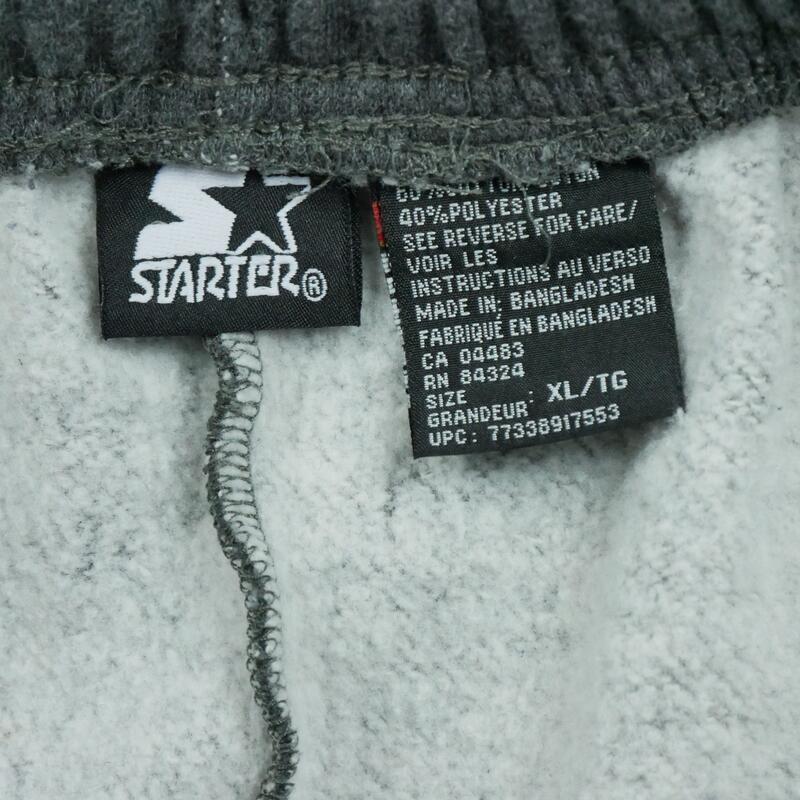 STARTER®
40%POLYESTER
SEE REVERSE FOR CARE/
VOIR LES
INSTRUCTIONS AU VERSO
MADE IN; BANGLADESH
FABRIQUE EN BANGLADESH
CA 04483
RN 84324
SIZE : XL/TG
GRANDEUR
UPC: 77338917553